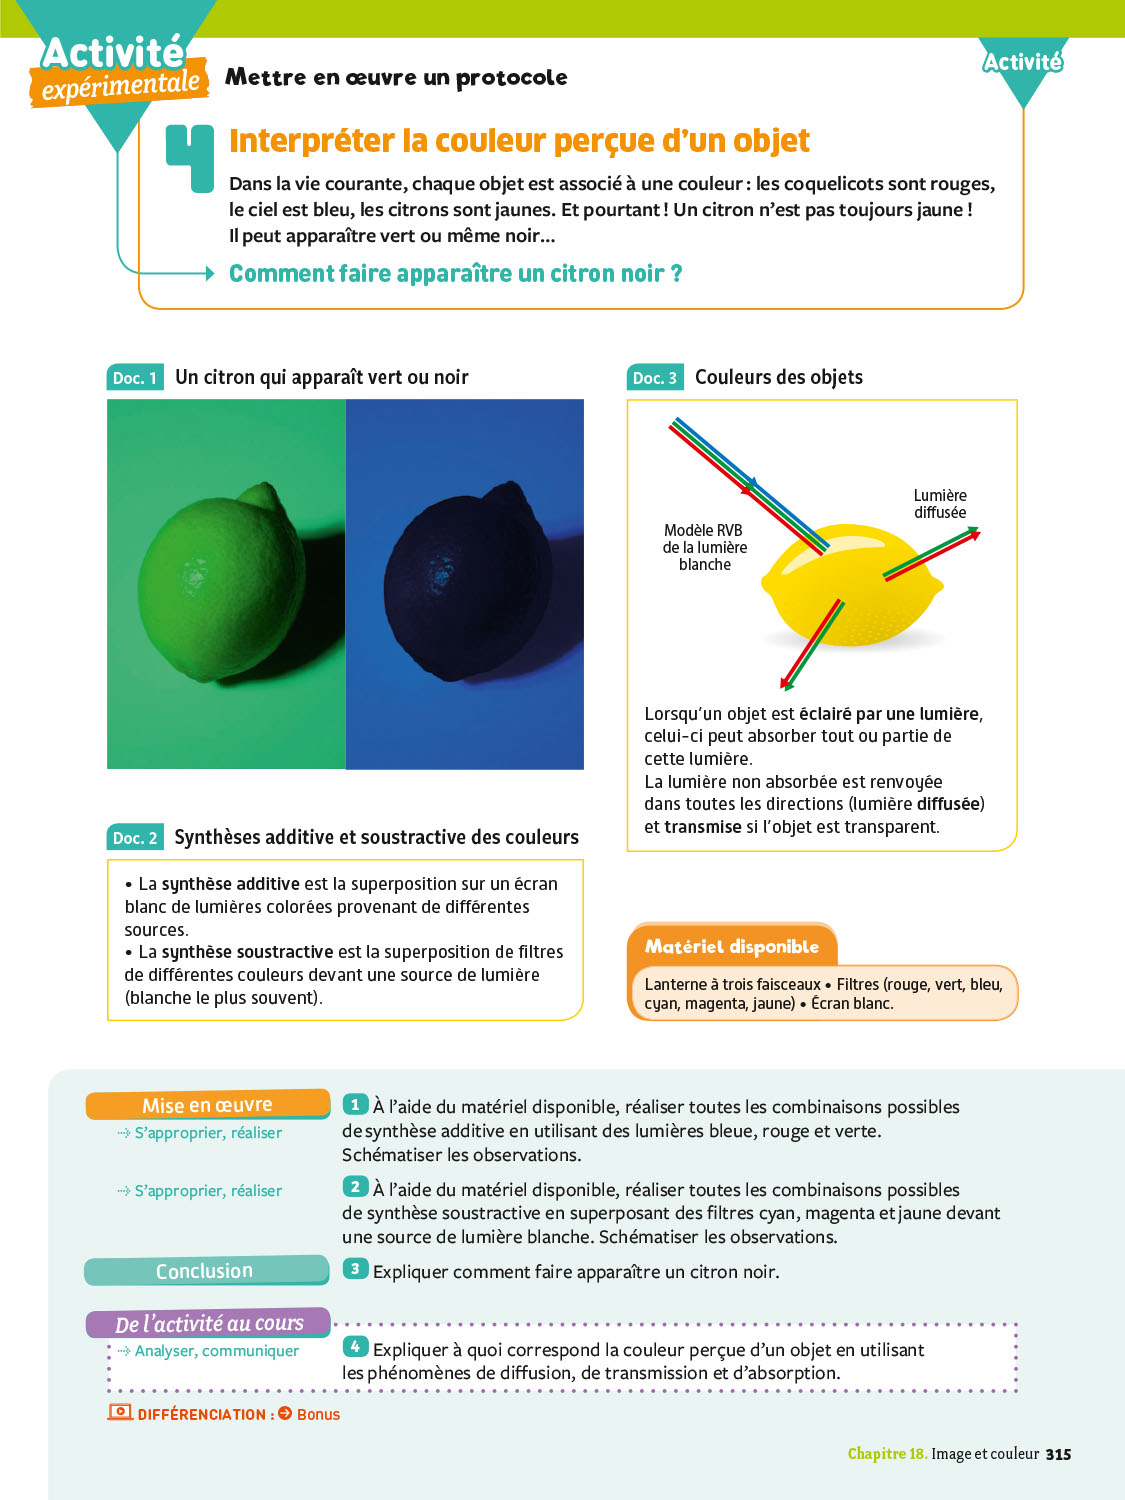 Activité
expérimentale
Mettre en œuvre un protocole
Activité
4
Interpréter la couleur perçue d'un objet
Dans la vie courante, chaque objet est associé à une couleur : les coquelicots sont rouges,
le ciel est bleu, les citrons sont jaunes. Et pourtant ! Un citron n'est pas toujours jaune !
Il peut apparaître vert ou même noir...
Comment faire apparaître un citron noir ?
Doc. 1 Un citron qui apparaît vert ou noir
Doc. 2 Synthèses additive et soustractive des couleurs
• La synthèse additive est la superposition sur un écran
blanc de lumières colorées provenant de différentes
sources.
• La synthèse soustractive est la superposition de filtres
de différentes couleurs devant une source de lumière
(blanche le plus souvent).
Doc. 3 Couleurs des objets
Lumière
diffusée
Modèle RVB
de la lumière
blanche
Lorsqu'un objet est éclairé par une lumière,
celui-ci peut absorber tout ou partie de
cette lumière.
La lumière non absorbée est renvoyée
dans toutes les directions (lumière diffusée)
et transmise si l'objet est transparent.
Matériel disponible
Lanterne à trois faisceaux • Filtres (rouge, vert, bleu,
cyan, magenta, jaune) • Écran blanc.
Mise en œuvre
S'approprier, réaliser
1 À l'aide du matériel disponible, réaliser toutes les combinaisons possibles
de synthèse additive en utilisant des lumières bleue, rouge et verte.
Schématiser les observations.
S'approprier, réaliser
2 À l'aide du matériel disponible, réaliser toutes les combinaisons possibles
de synthèse soustractive en superposant des filtres cyan, magenta et jaune devant
une source de lumière blanche. Schématiser les observations.
Conclusion
3 Expliquer comment faire apparaître un citron noir.
De l'activité au cours
Analyser, communiquer
4 Expliquer à quoi correspond la couleur perçue d'un objet en utilisant
les phénomènes de diffusion, de transmission et d'absorption.
DIFFÉRENCIATION : Bonus
Chapitre 18. Image et couleur 315